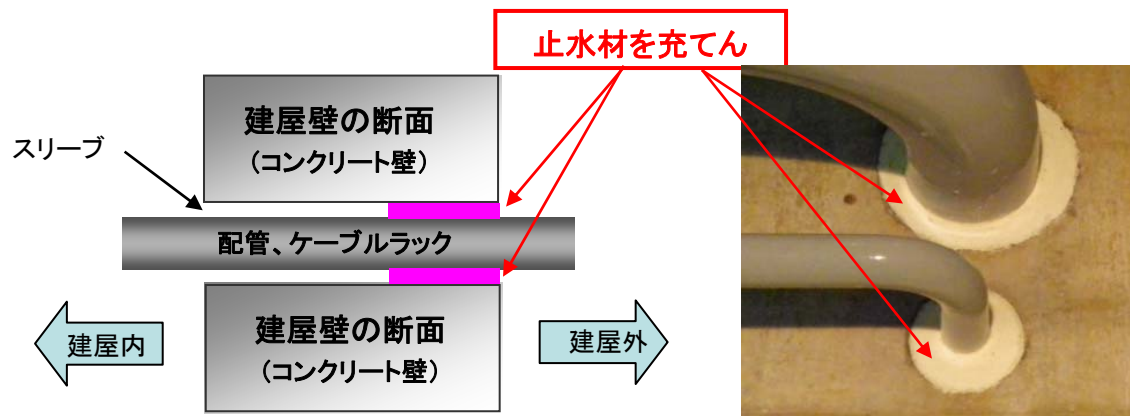 止水材を充てん
建屋壁の断面
（コンクリート壁）
スリーブ
配管、ケーブルラック
建屋壁の断面
（コンクリート壁）
建屋内
建屋外